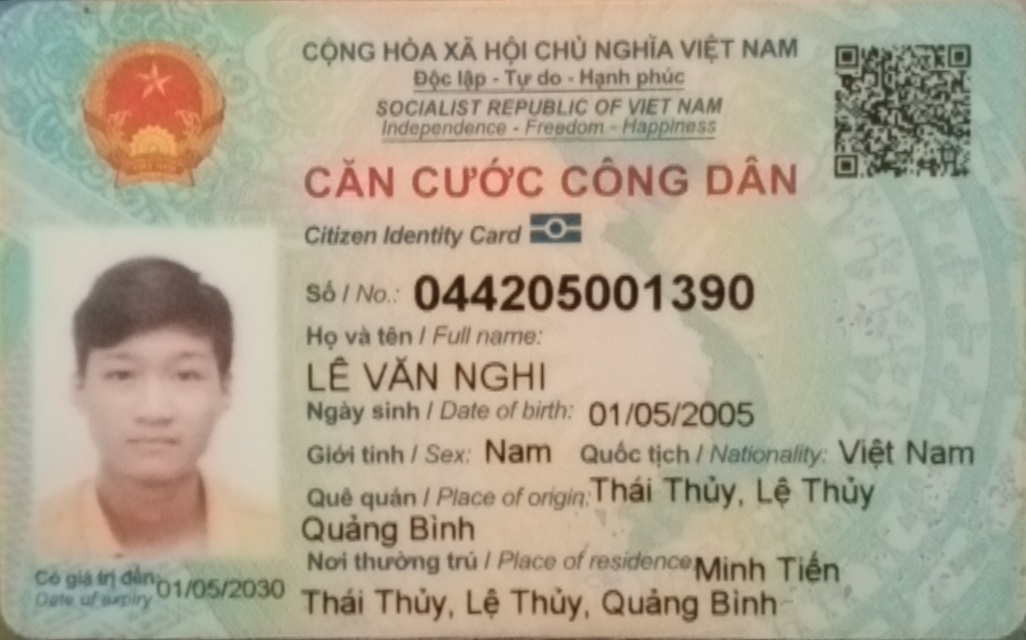 CỘNG HÒA XÃ HỘI CHỦ NGHĨA VIỆT NAM
Độc lập - Tự do - Hạnh phúc
SOCIALIST REPUBLIC OF VIET NAM
Independence - Freedom - Happiness
CĂN CƯỚC CÔNG DÂN
Citizen Identity Card
Số / No.: 044205001390
Họ và tên / Full name:
LÊ VĂN NGHI
Ngày sinh / Date of birth: 01/05/2005
Giới tính / Sex: Nam Quốc tịch / Nationality: Việt Nam
Quê quán / Place of origin: Thái Thủy, Lệ Thủy
Quảng Bình
Nơi thường trú / Place of residence: Minh Tiến
Thái Thủy, Lệ Thủy, Quảng Bình
Có giá trị đến: 01/05/2030
Date of expiry